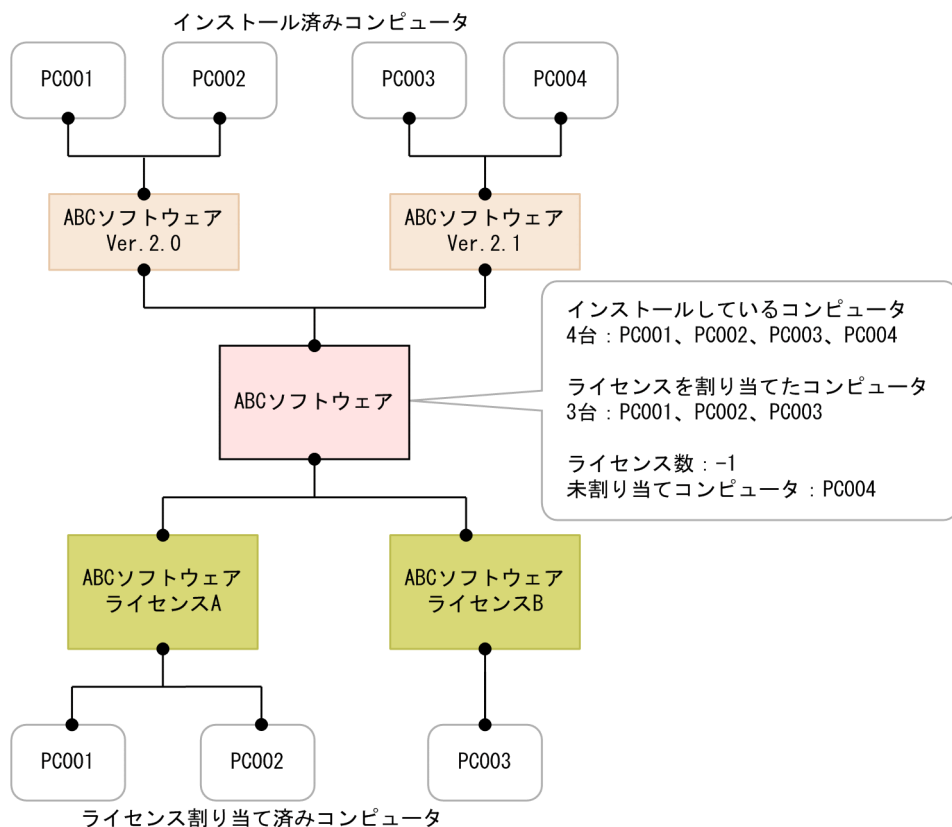 インストール済みコンピュータ
PC001
PC002
PC003
PC004
ABCソフトウェア
Ver.2.0
ABCソフトウェア
Ver.2.1
インストールしているコンピュータ
4台：PC001、PC002、PC003、PC004
ライセンスを割り当てたコンピュータ
3台：PC001、PC002、PC003
ライセンス数：-1
未割り当てコンピュータ：PC004
ABCソフトウェア
ABCソフトウェア
ライセンスA
ABCソフトウェア
ライセンスB
PC001
PC002
PC003
ライセンス割り当て済みコンピュータ